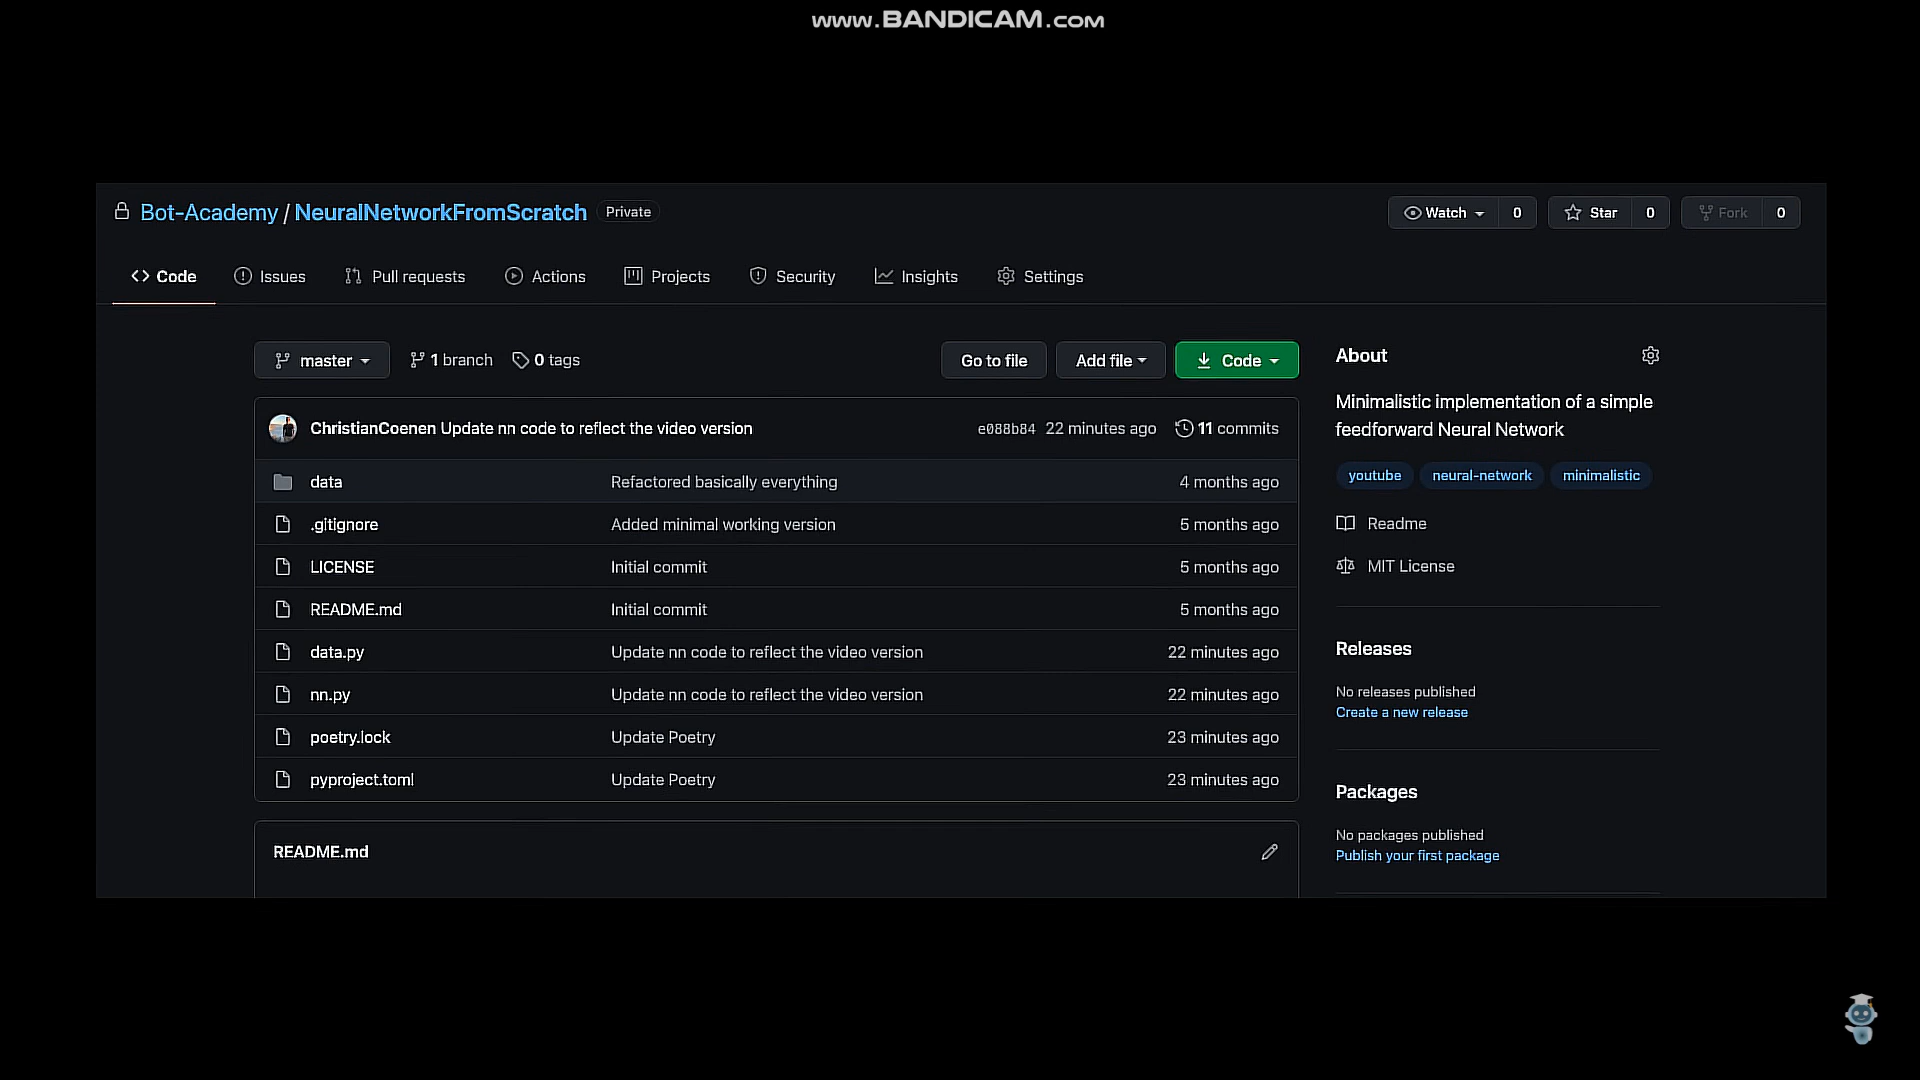 www.BANDICAM.com
Bot-Academy / NeuralNetworkFromScratch Private
Watch 0 Star 0 Fork 0
Code Issues Pull requests Actions Projects Security Insights Settings
master 1 branch 0 tags Go to file Add file Code
ChristianCoenen Update nn code to reflect the video version e088b84 22 minutes ago 11 commits
data Refactored basically everything 4 months ago
.gitignore Added minimal working version 5 months ago
LICENSE Initial commit 5 months ago
README.md Initial commit 5 months ago
data.py Update nn code to reflect the video version 22 minutes ago
nn.py Update nn code to reflect the video version 22 minutes ago
poetry.lock Update Poetry 23 minutes ago
pyproject.toml Update Poetry 23 minutes ago
README.md
About
Minimalistic implementation of a simple
feedforward Neural Network
youtube neural-network minimalistic
Readme
MIT License
Releases
No releases published
Create a new release
Packages
No packages published
Publish your first package